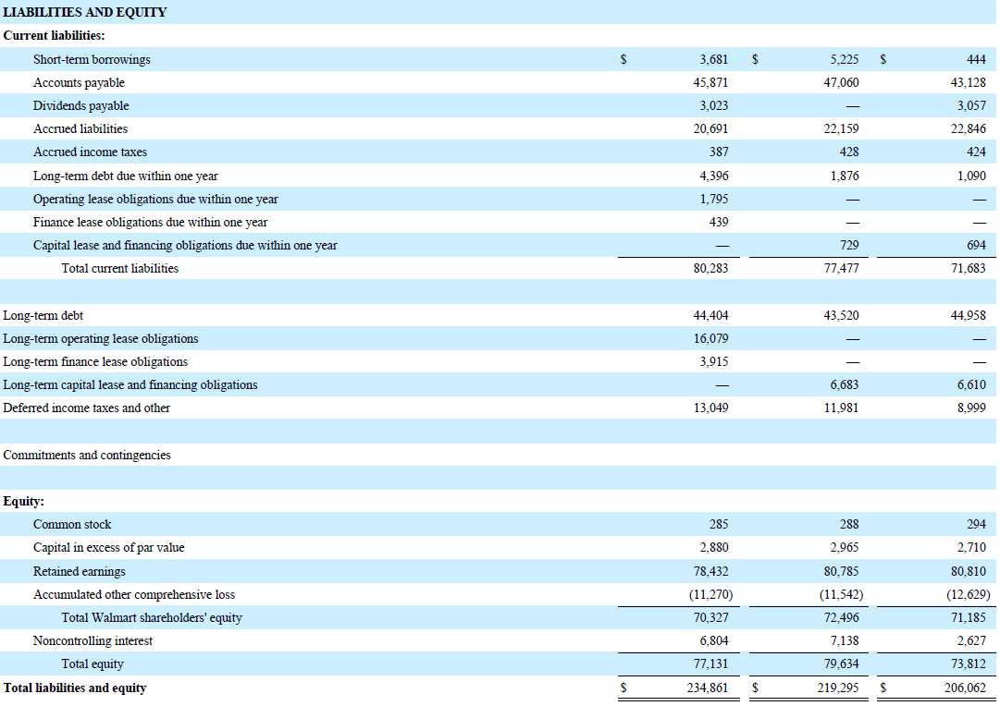 LIABILITIES AND EQUITY
Current liabilities:
Short-term borrowings $ 3,681 $ 5,225 $ 444
Accounts payable 45,871 47,060 43,128
Dividends payable 3,023 — 3,057
Accrued liabilities 20,691 22,159 22,846
Accrued income taxes 387 428 424
Long-term debt due within one year 4,396 1,876 1,090
Operating lease obligations due within one year 1,795 — —
Finance lease obligations due within one year 439 — —
Capital lease and financing obligations due within one year — 729 694
Total current liabilities 80,283 77,477 71,683
Long-term debt 44,404 43,520 44,958
Long-term operating lease obligations 16,079 — —
Long-term finance lease obligations 3,915 — —
Long-term capital lease and financing obligations — 6,683 6,610
Deferred income taxes and other 13,049 11,981 8,999
Commitments and contingencies
Equity:
Common stock 285 288 294
Capital in excess of par value 2,880 2,965 2,710
Retained earnings 78,432 80,785 80,810
Accumulated other comprehensive loss (11,270) (11,542) (12,629)
Total Walmart shareholders' equity 70,327 72,496 71,185
Noncontrolling interest 6,804 7,138 2,627
Total equity 77,131 79,634 73,812
Total liabilities and equity $ 234,861 $ 219,295 $ 206,062